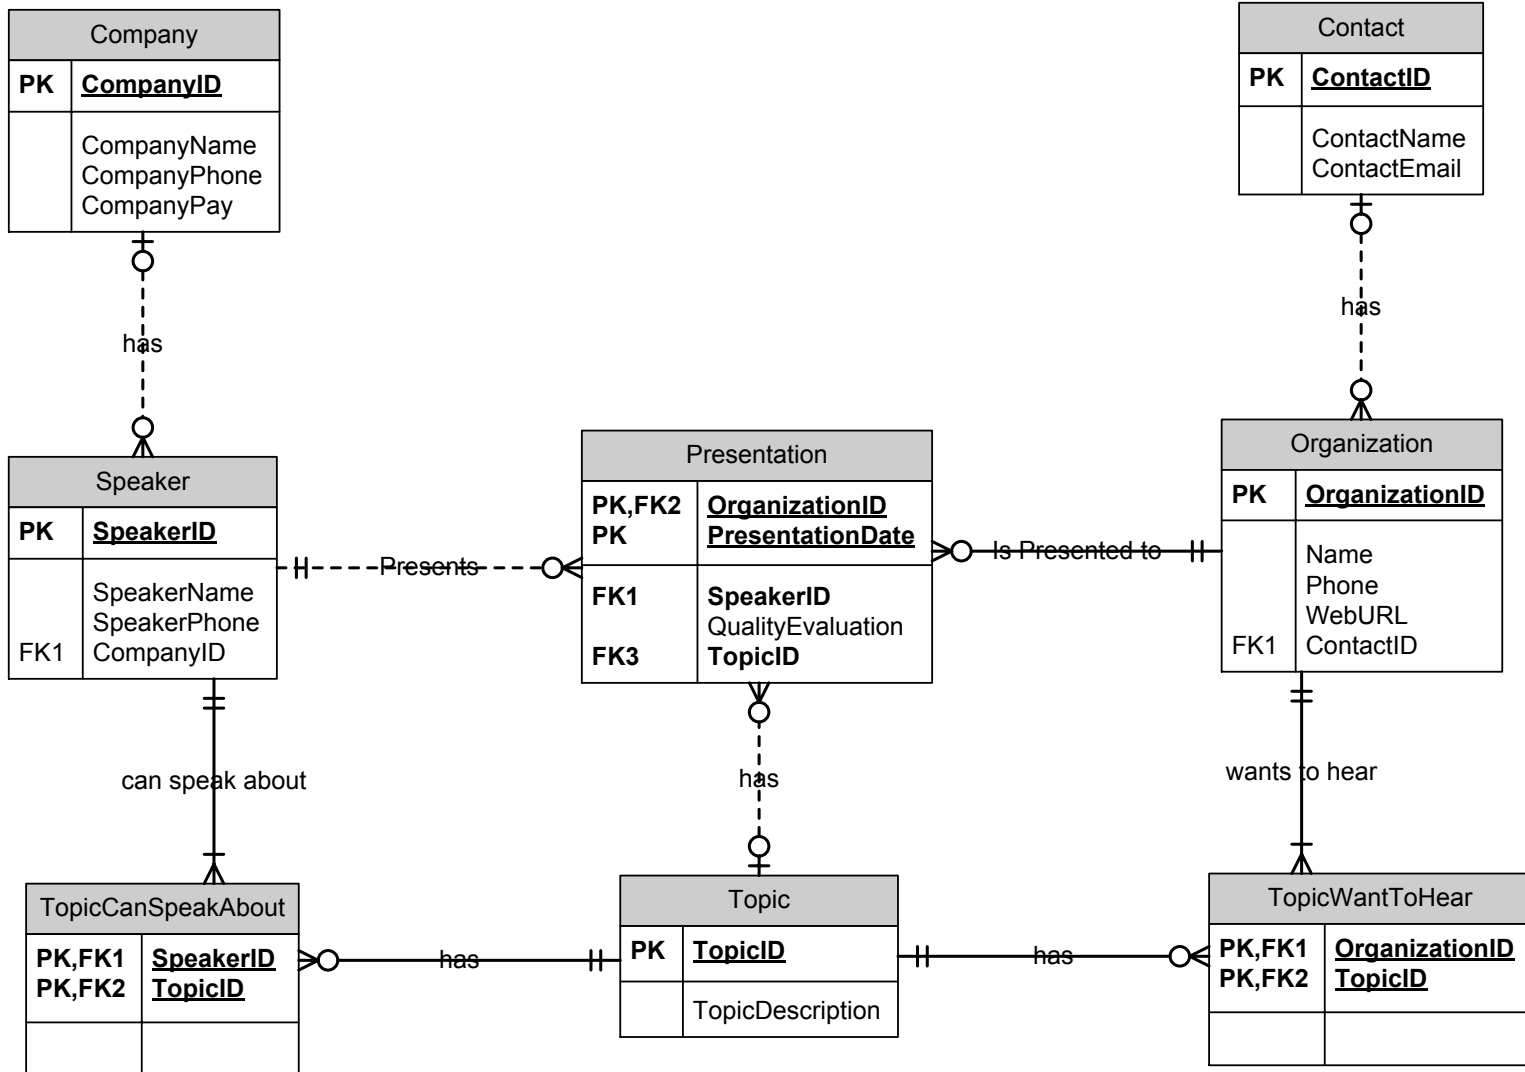 Company
PK CompanyID
CompanyName
CompanyPhone
CompanyPay
Contact
PK ContactID
ContactName
ContactEmail
has
has
Speaker
PK SpeakerID
SpeakerName
SpeakerPhone
FK1 CompanyID
Presents
Presentation
PK,FK2 OrganizationID
PK PresentationDate
FK1 SpeakerID
QualityEvaluation
FK3 TopicID
Is Presented to
Organization
PK OrganizationID
Name
Phone
WebURL
FK1 ContactID
can speak about
has
wants to hear
TopicCanSpeakAbout
PK,FK1 SpeakerID
PK,FK2 TopicID
has
Topic
PK TopicID
TopicDescription
has
TopicWantToHear
PK,FK1 OrganizationID
PK,FK2 TopicID